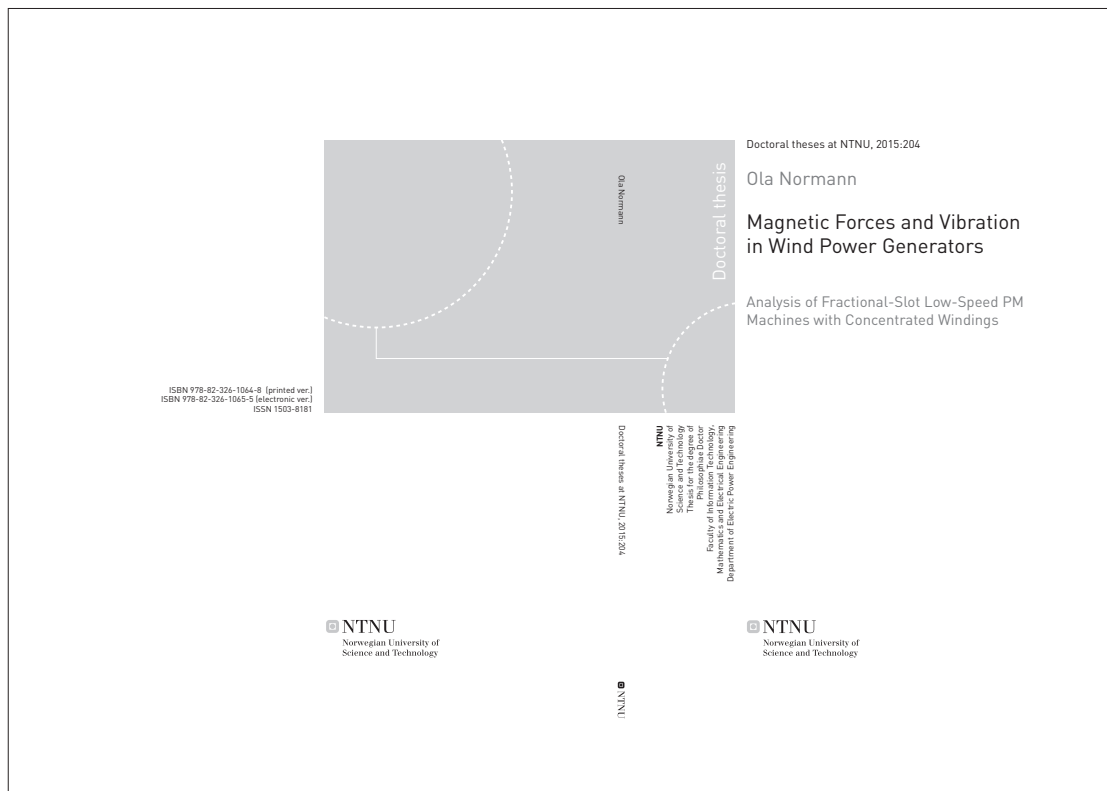 ISBN 978-82-326-1064-8 (printed ver.)
ISBN 978-82-326-1065-5 (electronic ver.)
ISSN 1503-8181
NTNU
Norwegian University of
Science and Technology
Ola Normann
Doctoral theses at NTNU, 2015:204
NTNU
Doctoral thesis
NTNU
Norwegian University of
Science and Technology
Thesis for the degree of
Philosophiae Doctor
Faculty of Information Technology,
Mathematics and Electrical Engineering
Department of Electric Power Engineering
Doctoral theses at NTNU, 2015:204
Ola Normann
Magnetic Forces and Vibration
in Wind Power Generators
Analysis of Fractional-Slot Low-Speed PM
Machines with Concentrated Windings
NTNU
Norwegian University of
Science and Technology